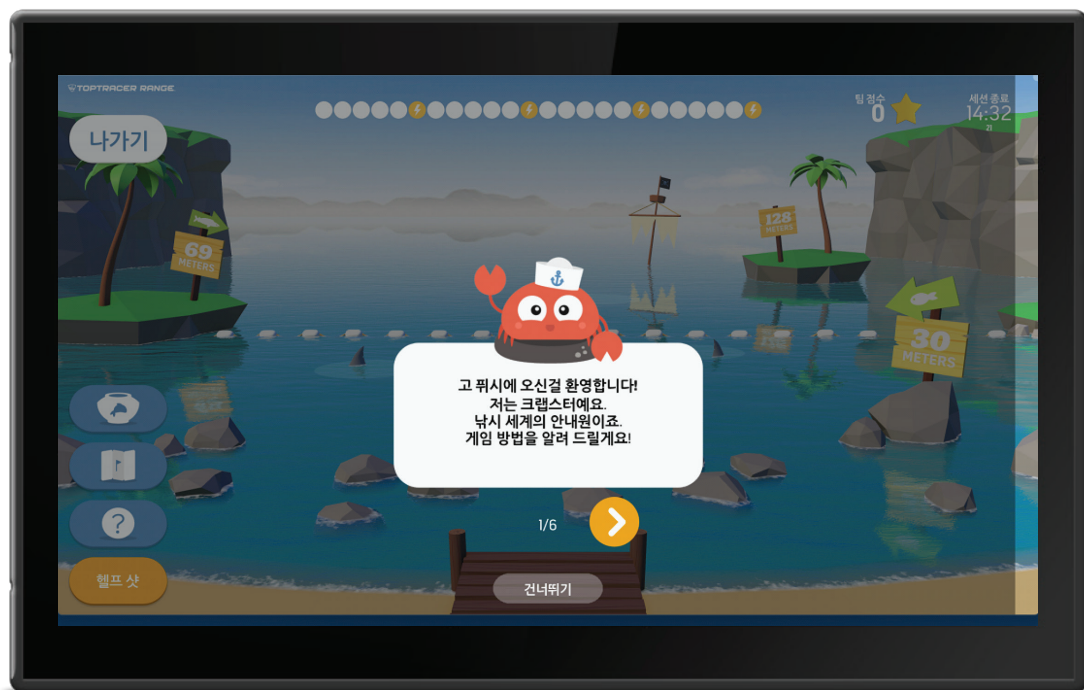 TOPTRACER RANGE
나가기
팀 점수
0
세션 종료
14:32
21
69
METERS
128
METERS
30
METERS
고 퓌시에 오신걸 환영합니다!
저는 크랩스터예요.
낚시 세계의 안내원이죠.
게임 방법을 알려 드릴게요!
1/6
?
헬프 샷
건너뛰기